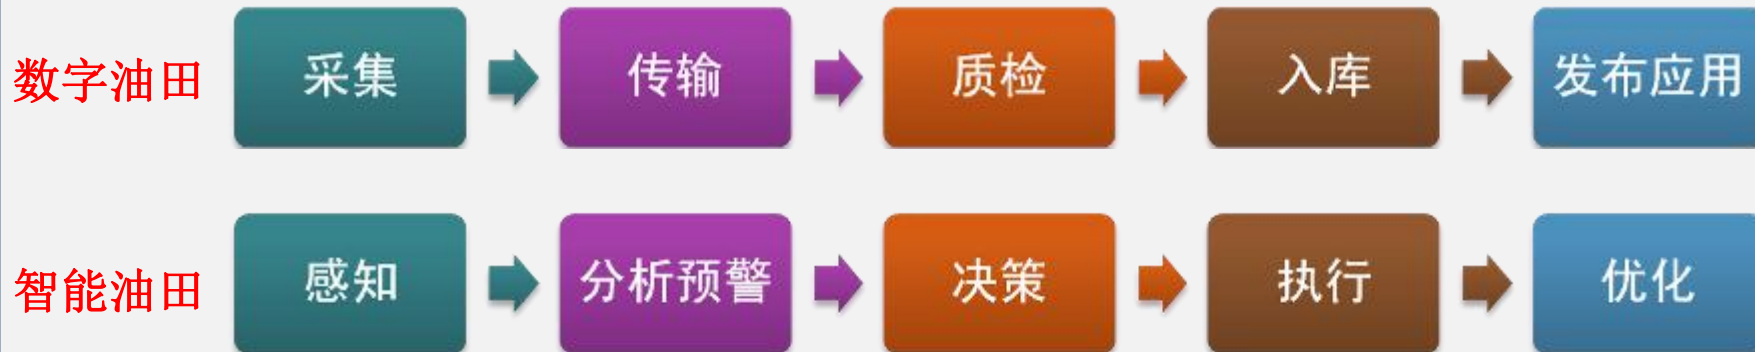 数字油田 采集 传输 质检 入库 发布应用
智能油田 感知 分析预警 决策 执行 优化